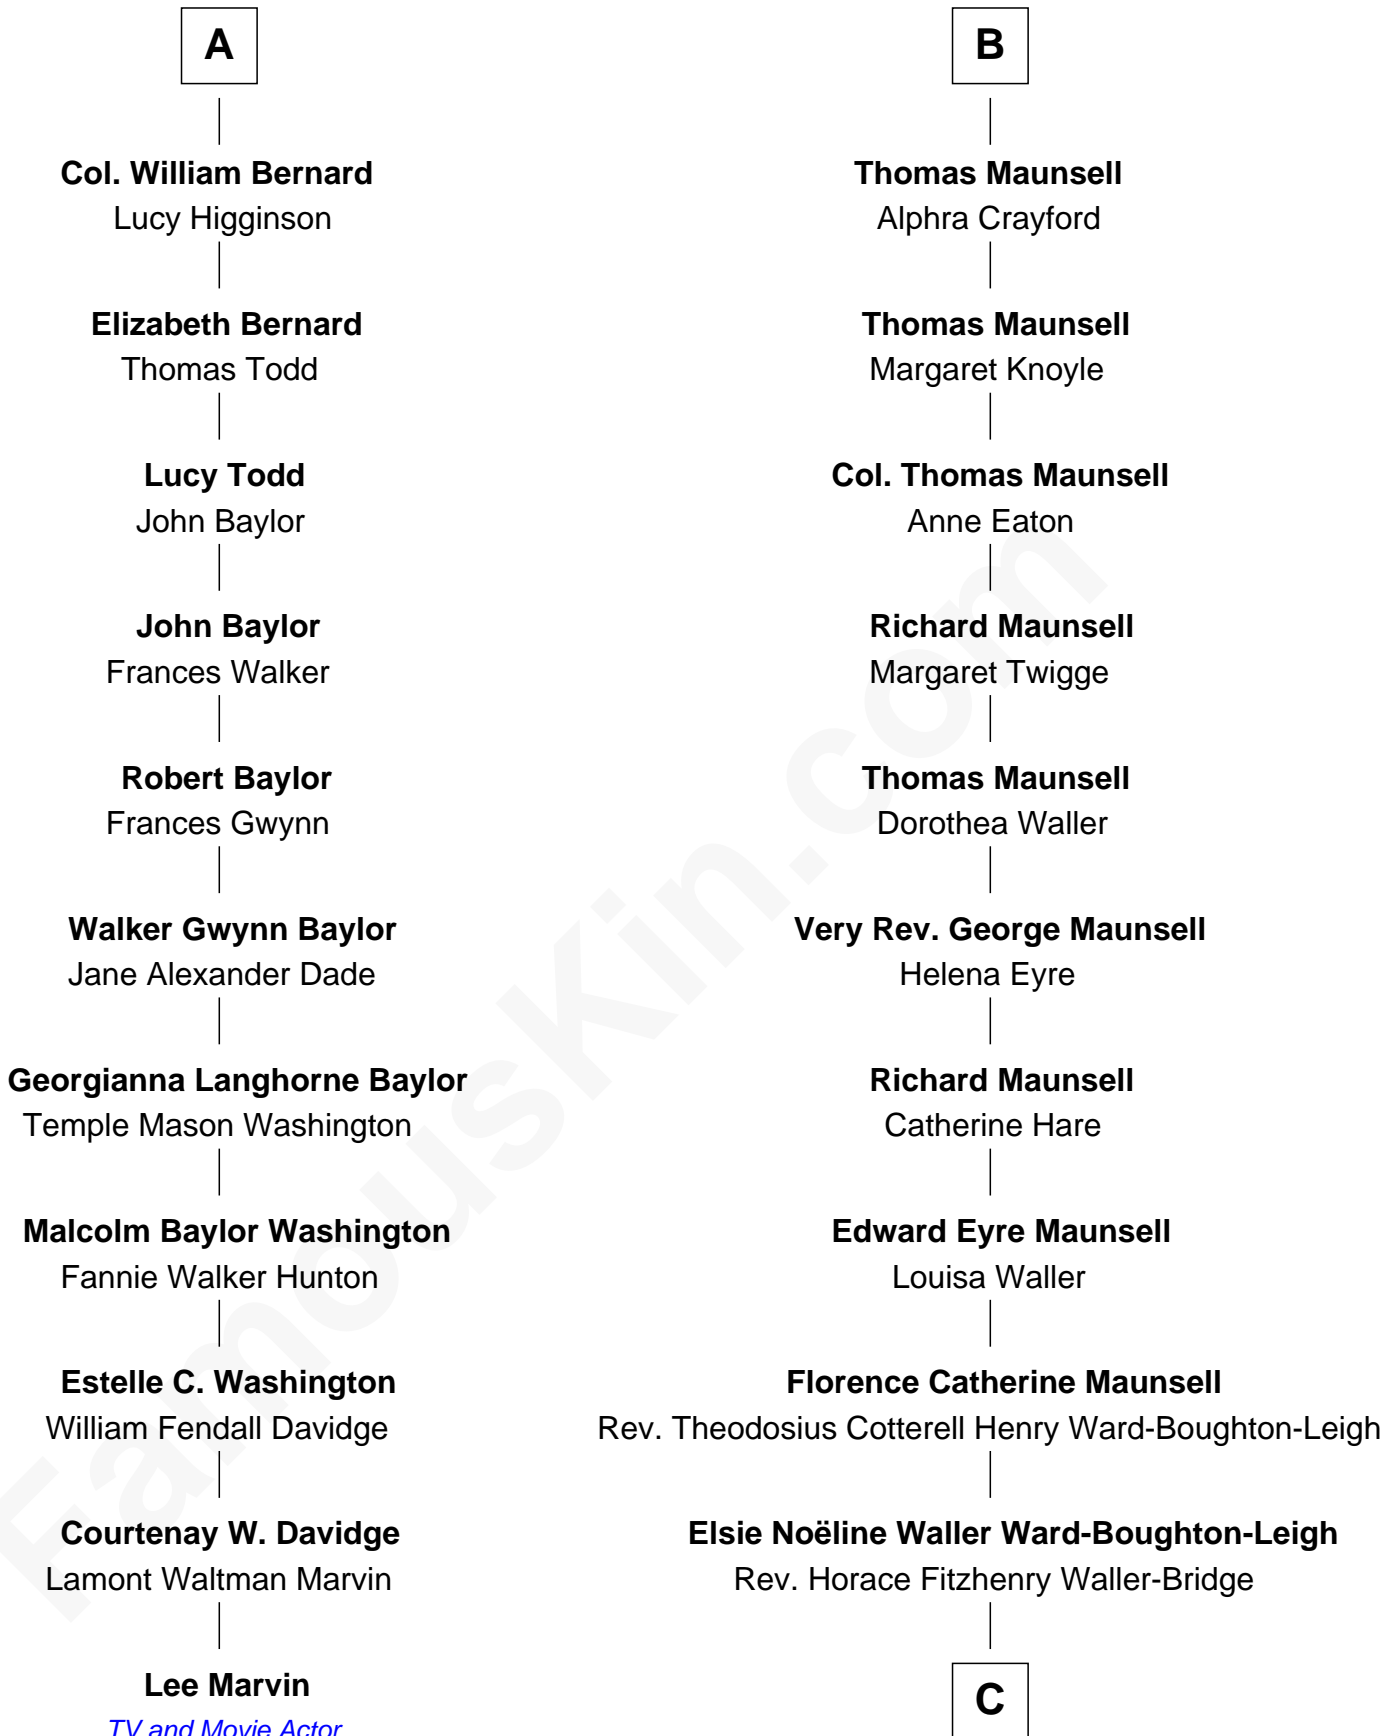 A
Col. William Bernard
Lucy Higginson
Elizabeth Bernard
Thomas Todd
Lucy Todd
John Baylor
John Baylor
Frances Walker
Robert Baylor
Frances Gwynn
Walker Gwynn Baylor
Jane Alexander Dade
Georgianna Langhorne Baylor
Temple Mason Washington
Malcolm Baylor Washington
Fannie Walker Hunton
Estelle C. Washington
William Fendall Davidge
Courtenay W. Davidge
Lamont Waltman Marvin
Lee Marvin
TV and Movie Actor
B
Thomas Maunsell
Alphra Crayford
Thomas Maunsell
Margaret Knoyle
Col. Thomas Maunsell
Anne Eaton
Richard Maunsell
Margaret Twigge
Thomas Maunsell
Dorothea Waller
Very Rev. George Maunsell
Helena Eyre
Richard Maunsell
Catherine Hare
Edward Eyre Maunsell
Louisa Waller
Florence Catherine Maunsell
Rev. Theodosius Cotterell Henry Ward-Boughton-Leigh
Elsie Noëline Waller Ward-Boughton-Leigh
Rev. Horace Fitzhenry Waller-Bridge
C
FamousKin.com